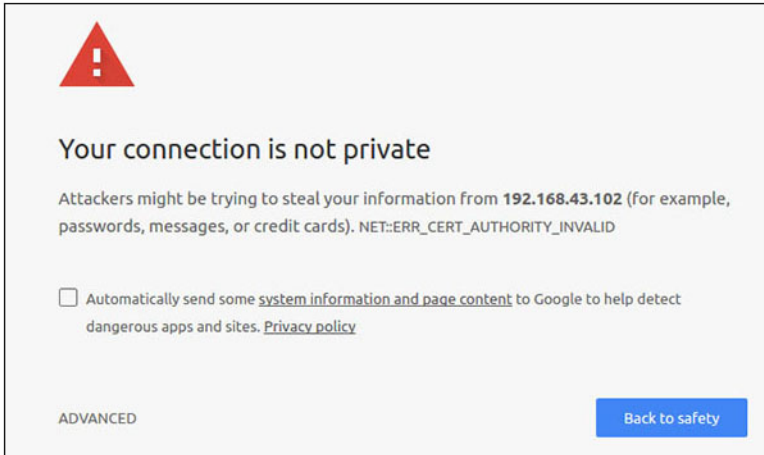 !
Your connection is not private
Attackers might be trying to steal your information from 192.168.43.102 (for example,
passwords, messages, or credit cards). NET::ERR_CERT_AUTHORITY_INVALID
Automatically send some system information and page content to Google to help detect
dangerous apps and sites. Privacy policy
ADVANCED
Back to safety